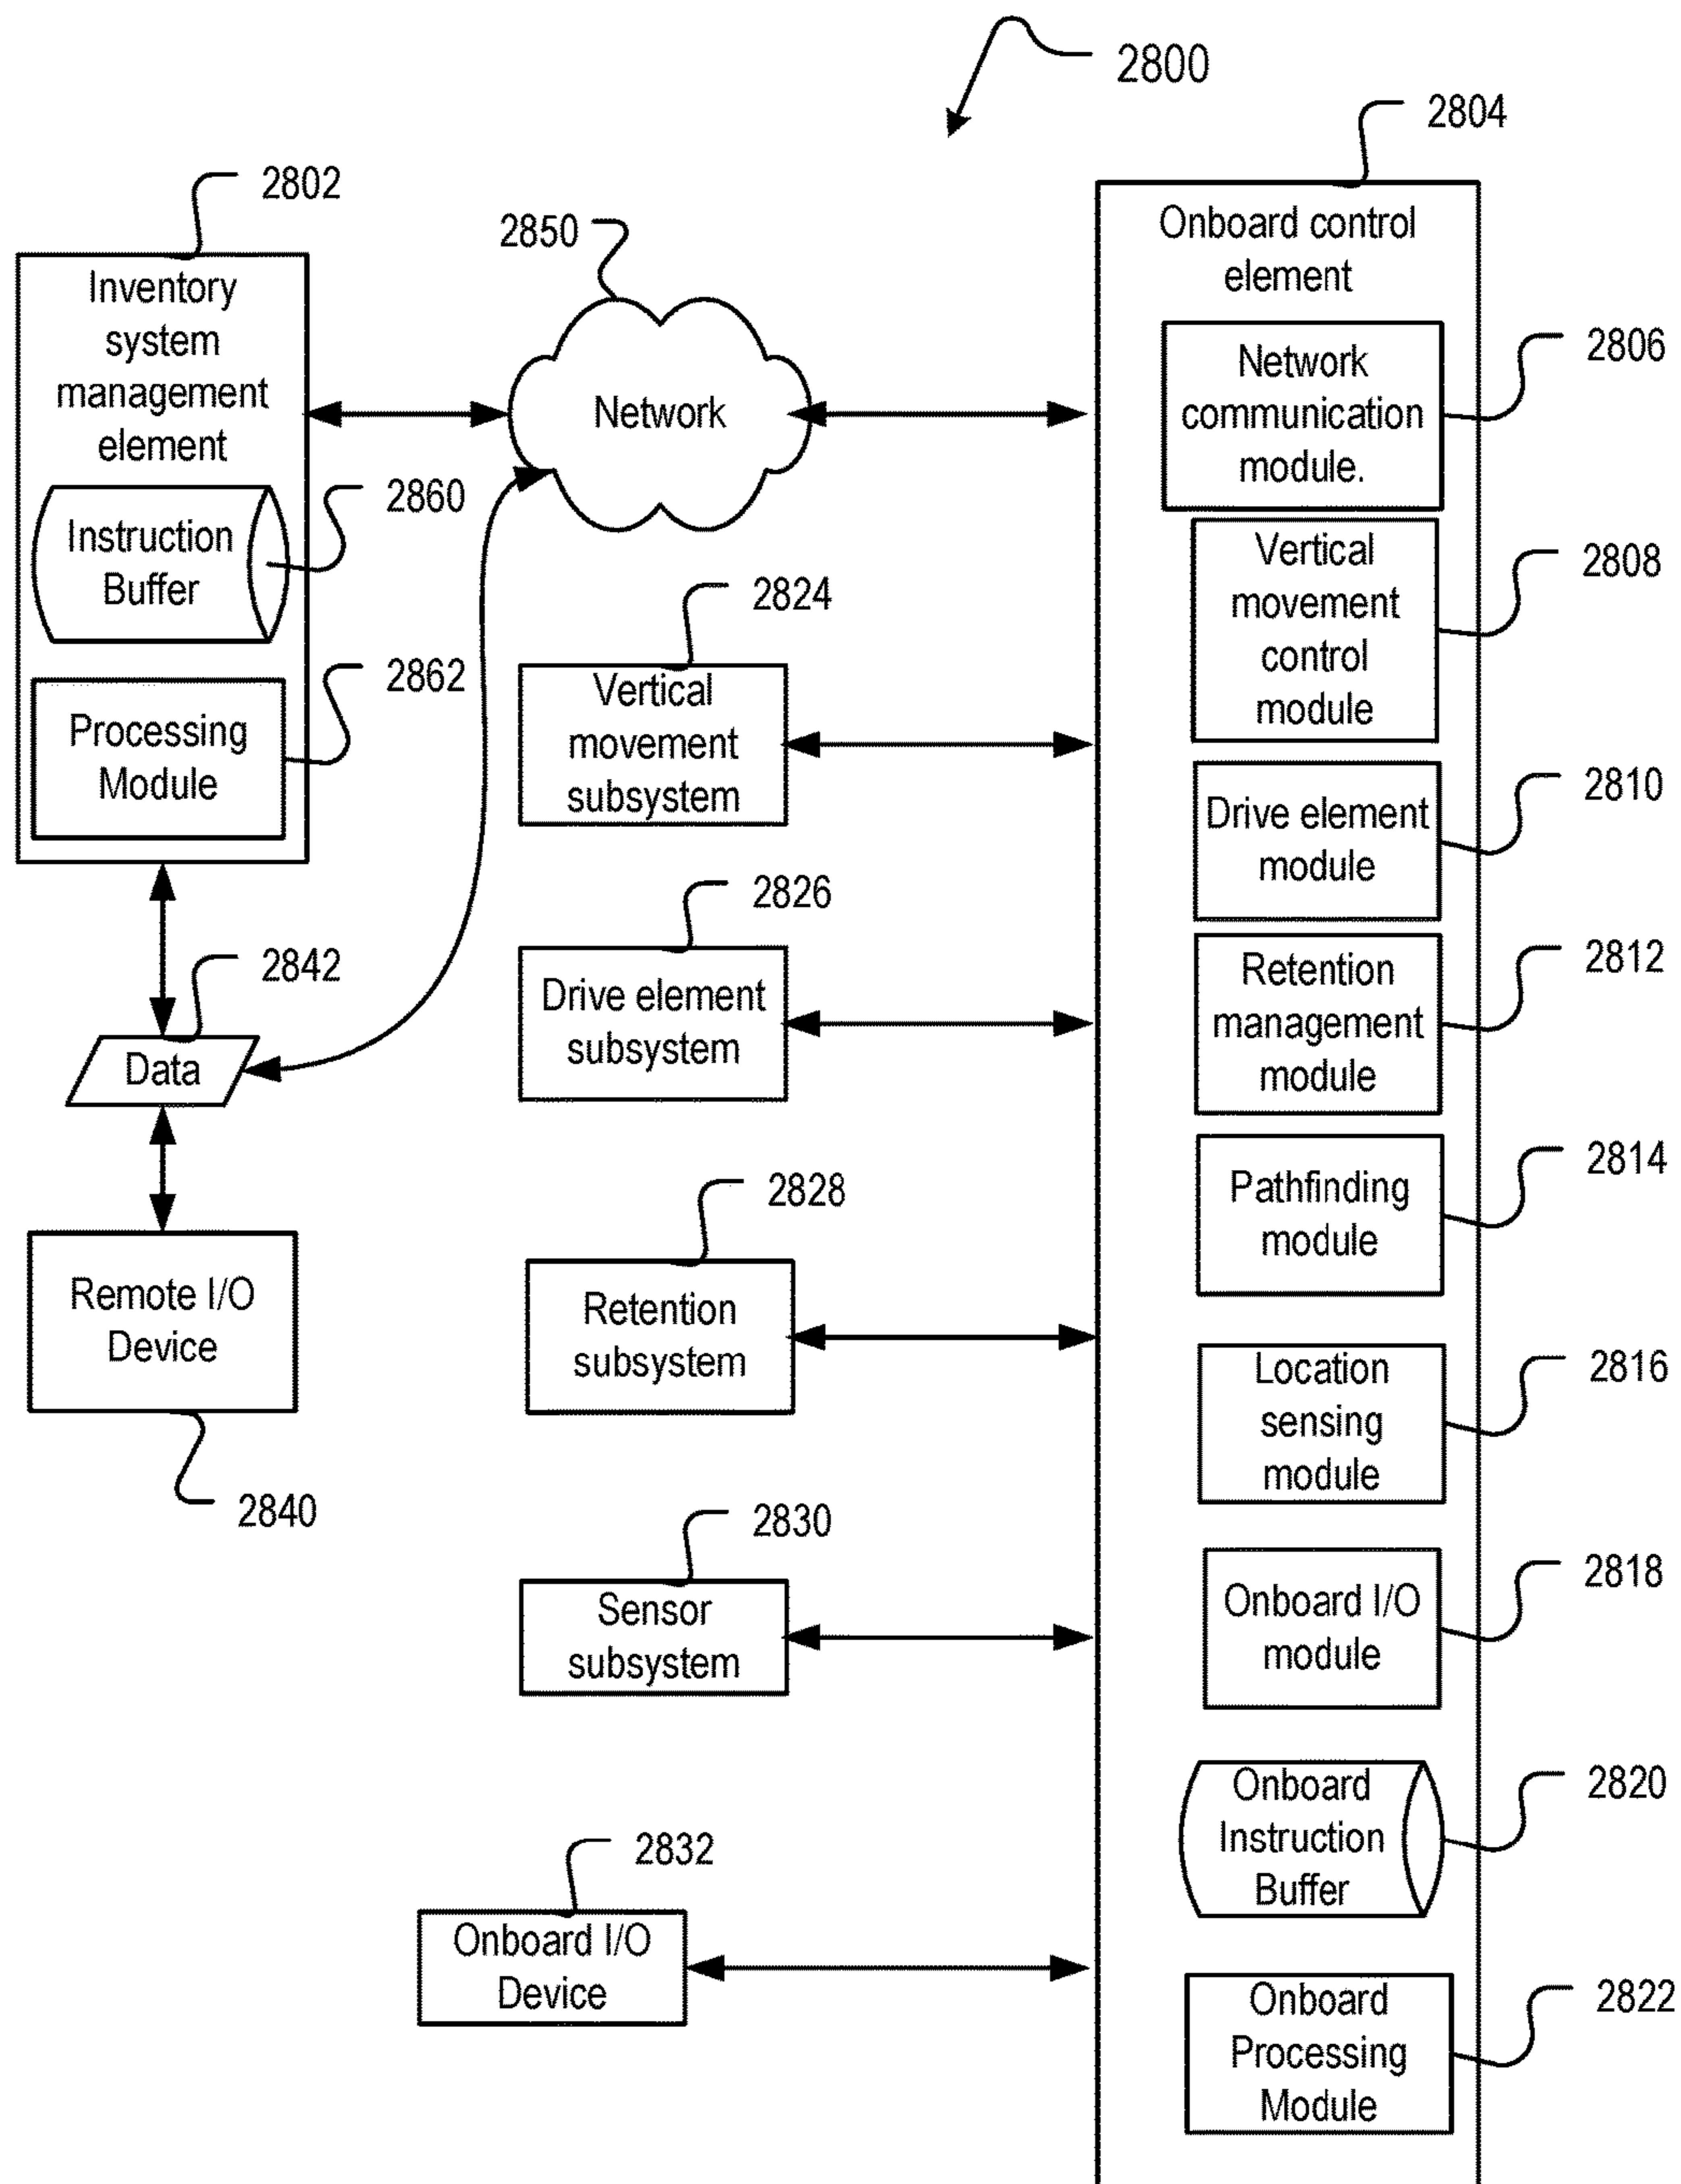 2800
2804
2802
2850
Onboard control
element
Inventory
system
management
element
Network
Network
communication
module.
2806
Instruction
Buffer
2860
Vertical
movement
control
module
2808
2824
Vertical
movement
subsystem
Processing
Module
2862
Drive element
module
2810
2826
Drive element
subsystem
Retention
management
module
2812
2842
Data
Pathfinding
module
2814
2828
Retention
subsystem
Remote I/O
Device
2840
Location
sensing
module
2816
2830
Sensor
subsystem
Onboard I/O
module
2818
Onboard
Instruction
Buffer
2820
2832
Onboard I/O
Device
Onboard
Processing
Module
2822